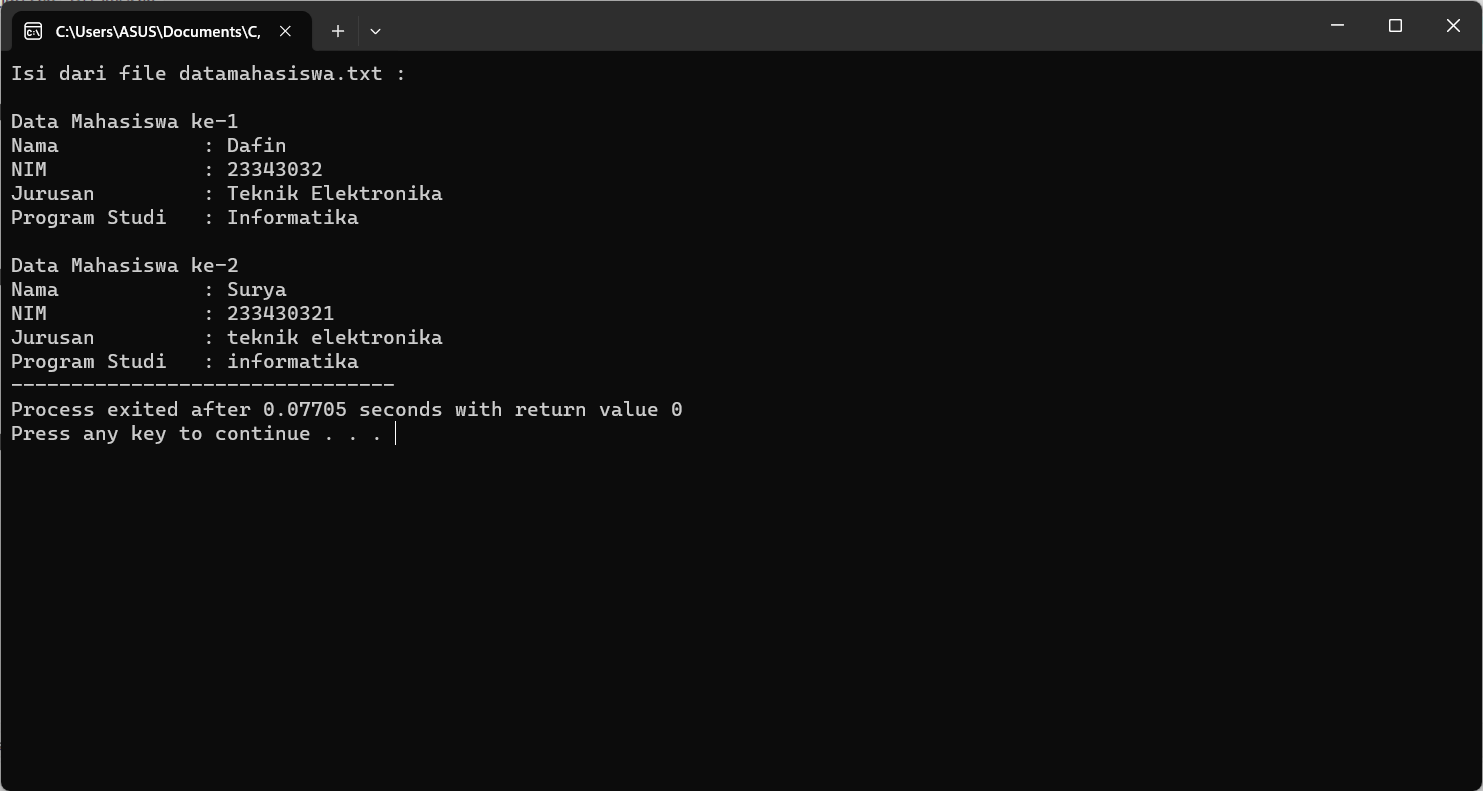 C:\Users\ASUS\Documents\C,
Isi dari file datamahasiswa.txt :
Data Mahasiswa ke-1
Nama : Dafin
NIM : 23343032
Jurusan : Teknik Elektronika
Program Studi : Informatika
Data Mahasiswa ke-2
Nama : Surya
NIM : 233430321
Jurusan : teknik elektronika
Program Studi : informatika
--------------------------------
Process exited after 0.07705 seconds with return value 0
Press any key to continue . . .